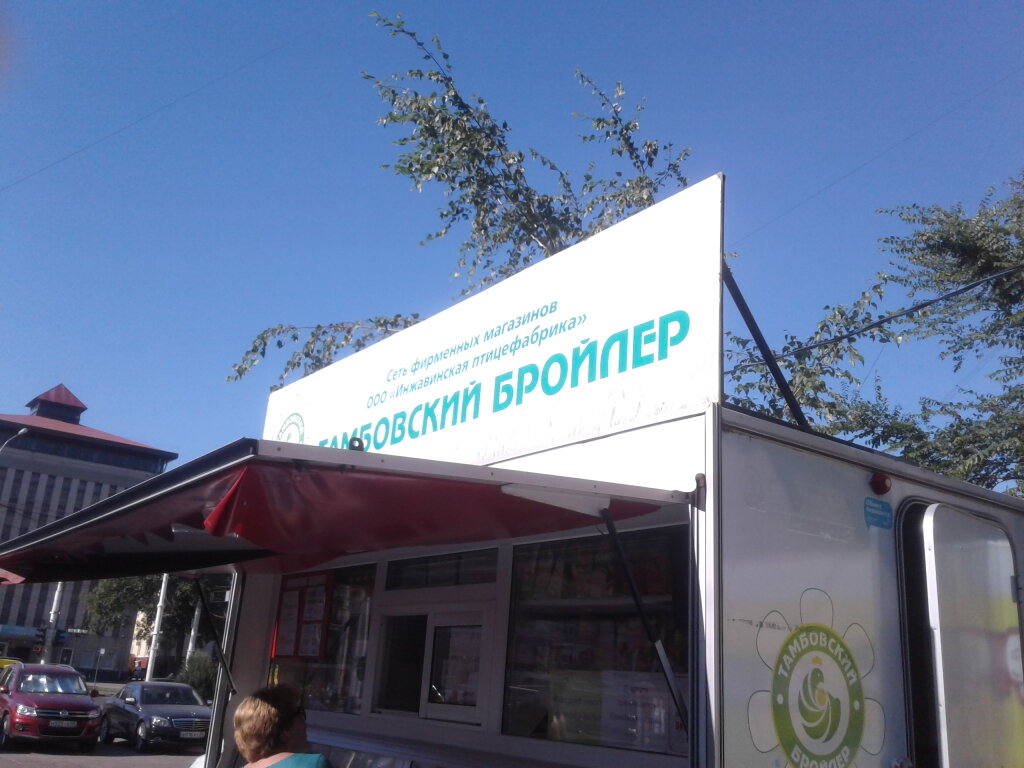 Сеть фирменных магазинов
ООО «Инжавинская птицефабрика»
ТАМБОВСКИЙ БРОЙЛЕР
ТАМБОВСКИЙ
БРОЙЛЕР